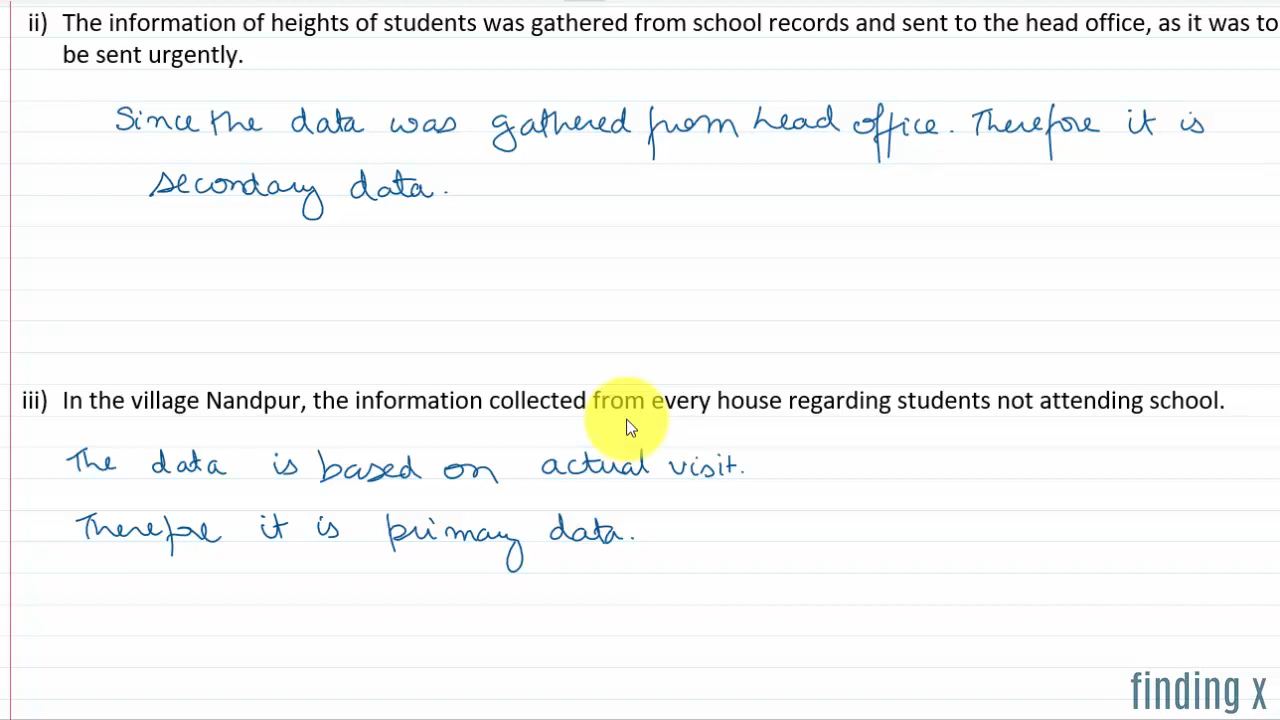 ii) The information of heights of students was gathered from school records and sent to the head office, as it was to
be sent urgently.
Since the data was gathered from head office. Therefore it is
secondary data.
iii) In the village Nandpur, the information collected from every house regarding students not attending school.
The data is based on actual visit.
Therefore it is primary data.
finding x